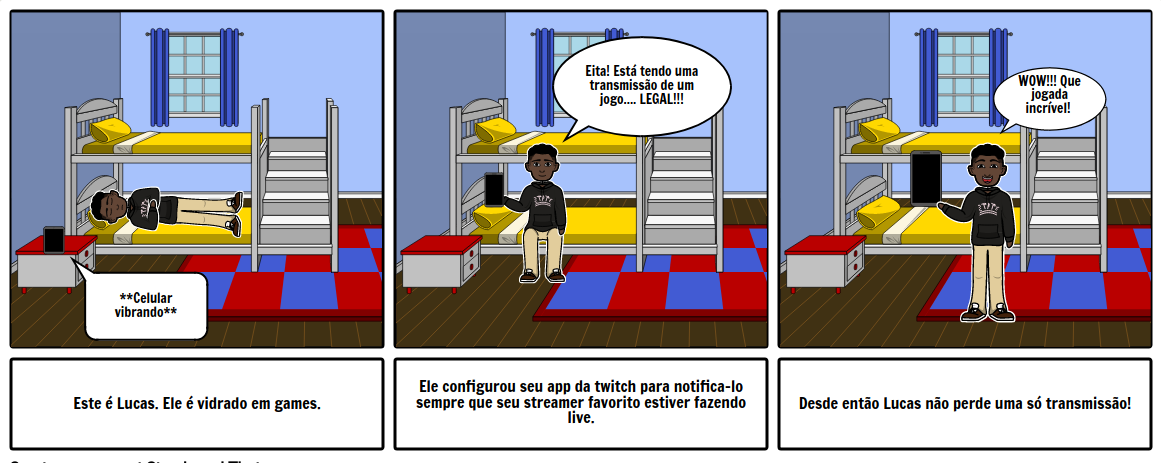 **Celular
vibrando**
Eita! Está tendo uma
transmissão de um
jogo.... LEGAL!!!
WOW!!! Que
jogada
incrível!
Este é Lucas. Ele é vidrado em games.
Ele configurou seu app da twitch para notifica-lo
sempre que seu streamer favorito estiver fazendo
live.
Desde então Lucas não perde uma só transmissão!